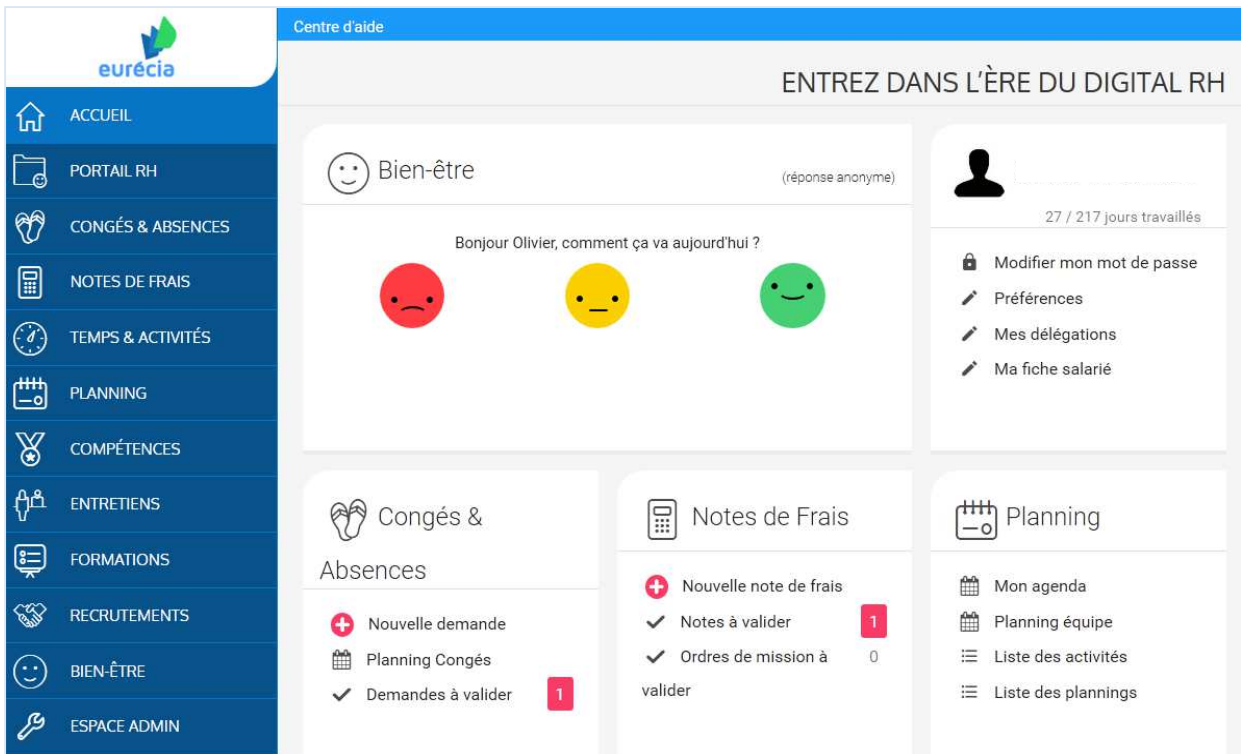 eurécia
ACCUEIL
PORTAIL RH
CONGÉS & ABSENCES
NOTES DE FRAIS
TEMPS & ACTIVITÉS
PLANNING
COMPÉTENCES
ENTRETIENS
FORMATIONS
RECRUTEMENTS
BIEN-ÊTRE
ESPACE ADMIN
Centre d'aide
ENTREZ DANS L'ÈRE DU DIGITAL RH
Bien-être
(réponse anonyme)
Bonjour Olivier, comment ça va aujourd'hui ?
27 / 217 jours travaillés
Modifier mon mot de passe
Préférences
Mes délégations
Ma fiche salarié
Congés &
Absences
Nouvelle demande
Planning Congés
Demandes à valider 1
Notes de Frais
Nouvelle note de frais
Notes à valider 1
Ordres de mission à 0
valider
Planning
Mon agenda
Planning équipe
Liste des activités
Liste des plannings